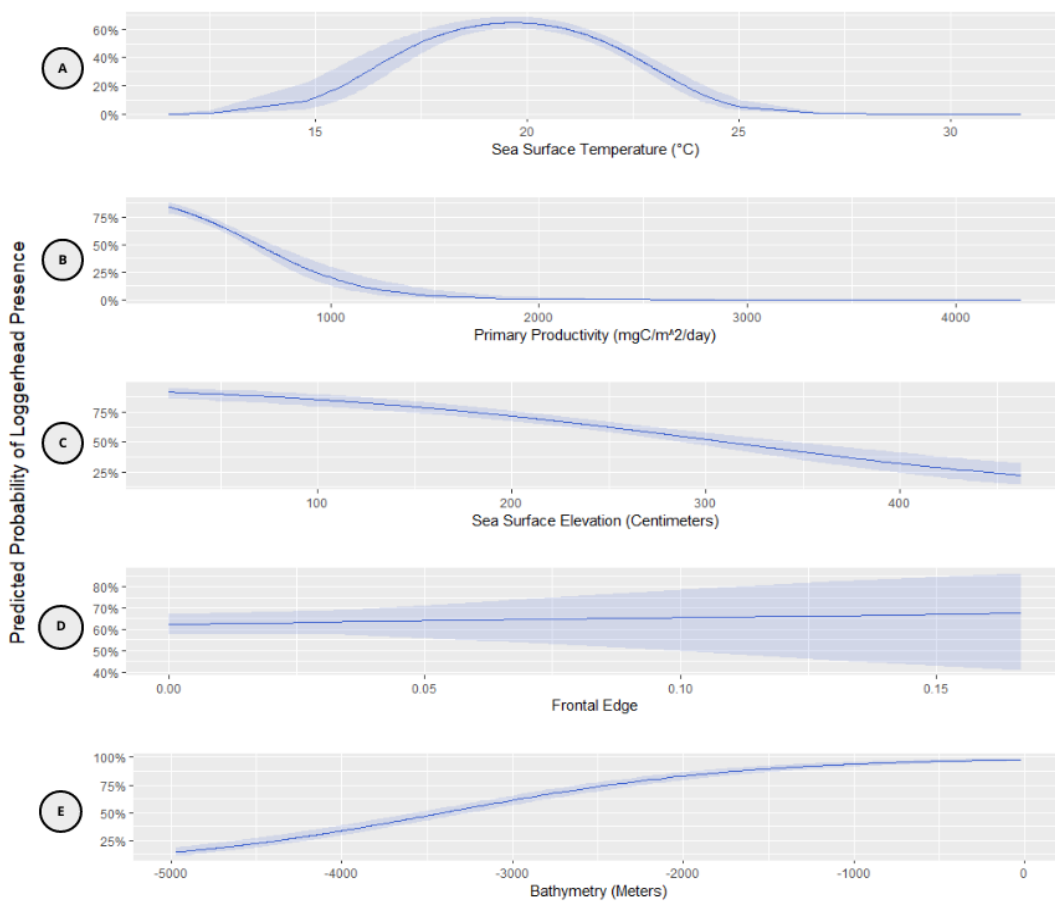 Predicted Probability of Loggerhead Presence
A
60%
40%
20%
0%
15 20 25 30
Sea Surface Temperature (°C)
B
75%
50%
25%
0%
1000 2000 3000 4000
Primary Productivity (mgC/m^2/day)
C
75%
50%
25%
100 200 300 400
Sea Surface Elevation (Centimeters)
D
80%
70%
60%
50%
40%
0.00 0.05 0.10 0.15
Frontal Edge
E
100%
75%
50%
25%
-5000 -4000 -3000 -2000 -1000 0
Bathymetry (Meters)